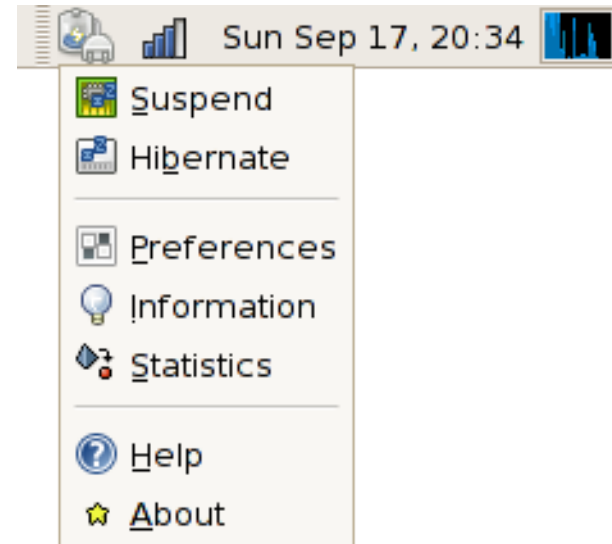 Sun Sep 17, 20:34
Suspend
Hibernate
Preferences
Information
Statistics
Help
About